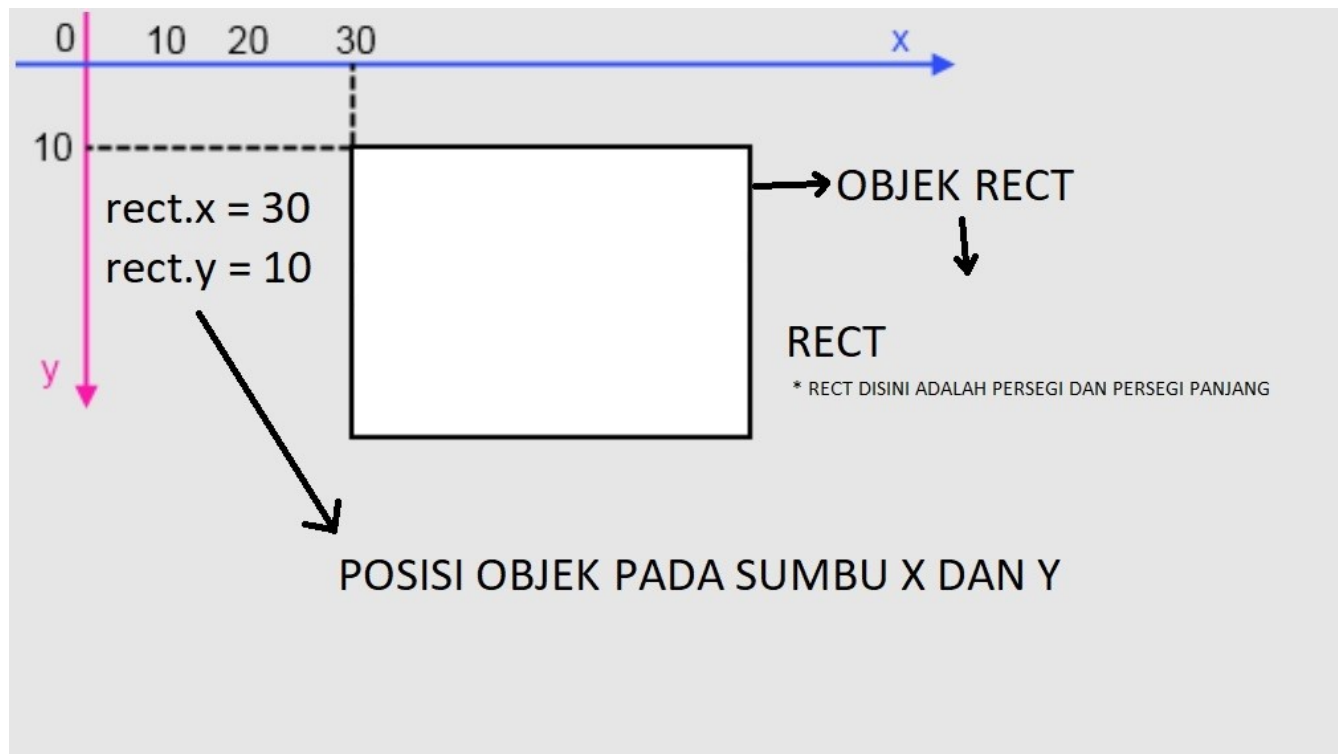 0 10 20 30 x
10
rect.x = 30
rect.y = 10
y
OBJEK RECT
RECT
* RECT DISINI ADALAH PERSEGI DAN PERSEGI PANJANG
POSISI OBJEK PADA SUMBU X DAN Y